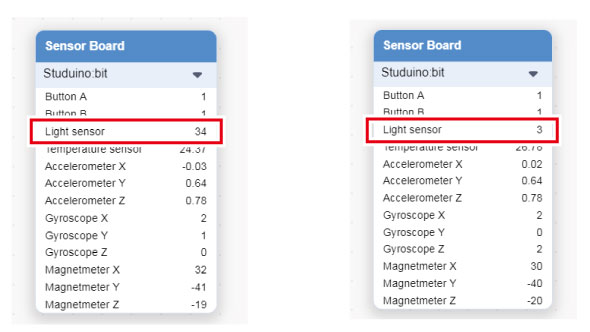 Sensor Board
Studuino:bit
Button A 1
Button B 1
Light sensor 34
Temperature sensor 24.37
Accelerometer X -0.03
Accelerometer Y 0.64
Accelerometer Z 0.78
Gyroscope X 2
Gyroscope Y 1
Gyroscope Z 0
Magnetmeter X 32
Magnetmeter Y -41
Magnetmeter Z -19
Sensor Board
Studuino:bit
Button A 1
Button B 1
Light sensor 3
Temperature sensor 26.78
Accelerometer X 0.02
Accelerometer Y 0.64
Accelerometer Z 0.78
Gyroscope X 2
Gyroscope Y 0
Gyroscope Z 2
Magnetmeter X 30
Magnetmeter Y -40
Magnetmeter Z -20